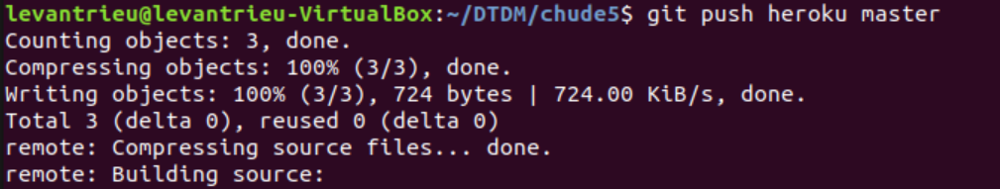 levantrieu@levantrieu-VirtualBox:~/DTDM/chude5$ git push heroku master
Counting objects: 3, done.
Compressing objects: 100% (3/3), done.
Writing objects: 100% (3/3), 724 bytes | 724.00 KiB/s, done.
Total 3 (delta 0), reused 0 (delta 0)
remote: Compressing source files... done.
remote: Building source: